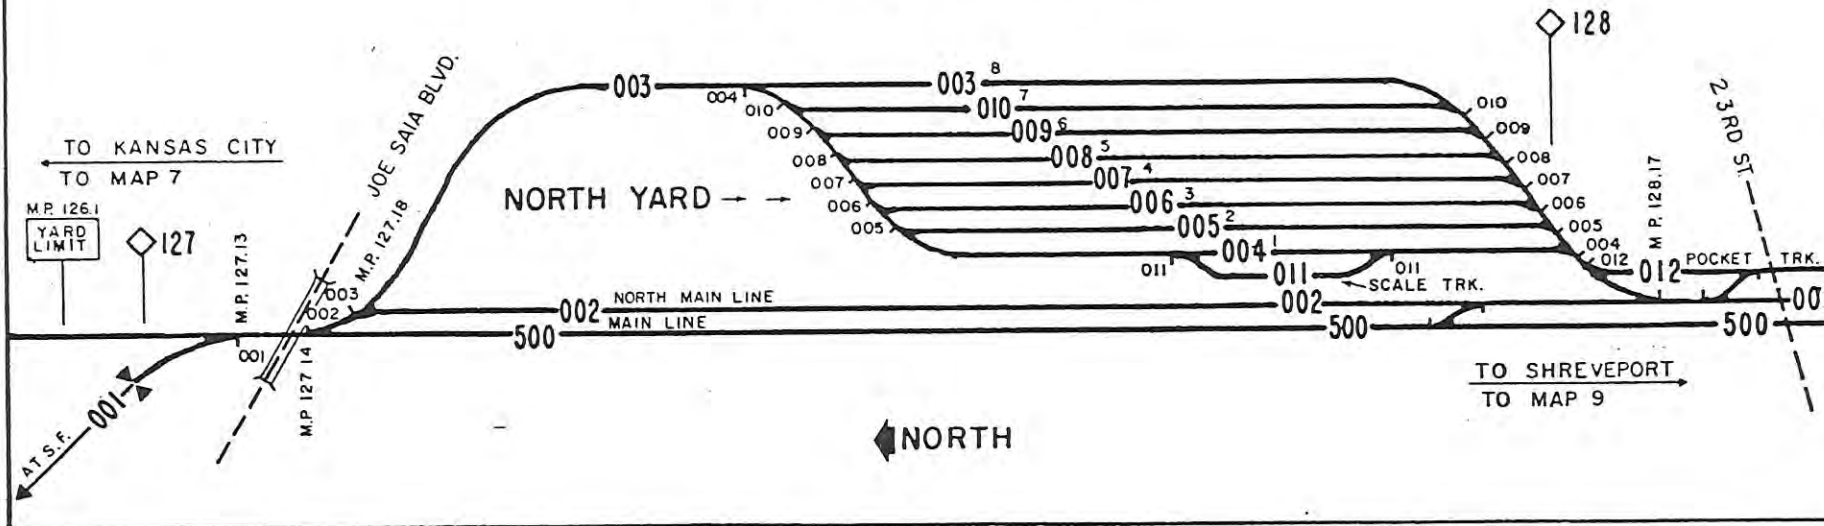 128
003
003 8
004
010
010 7
010
009
009 6
009
008
008 5
008
007
007 4
007
006
006 3
006
005
005 2
005
004 1
004
011
011
011
SCALE TRK.
012
012
POCKET TRK.
M.P. 128.17
23RD ST.
TO KANSAS CITY
TO MAP 7
M.P. 126.1
YARD
LIMIT
127
M.P. 127.13
JOE SAIA BLVD.
M.P. 127.18
NORTH YARD
003
002
002
NORTH MAIN LINE
002
00
500
MAIN LINE
500
500
001
M.P. 127.14
001
A.T.S.F.
TO SHREVEPORT
TO MAP 9
NORTH